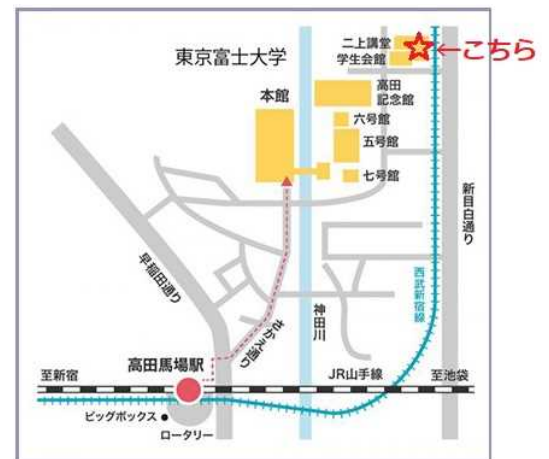 二上講堂
学生会館
←こちら
東京富士大学
高田
記念館
本館
六号館
五号館
七号館
新目白通り
早稲田通り
西武新宿線
さかえ通り
神田川
高田馬場駅
至新宿
JR山手線
至池袋
ビッグボックス
ロータリー